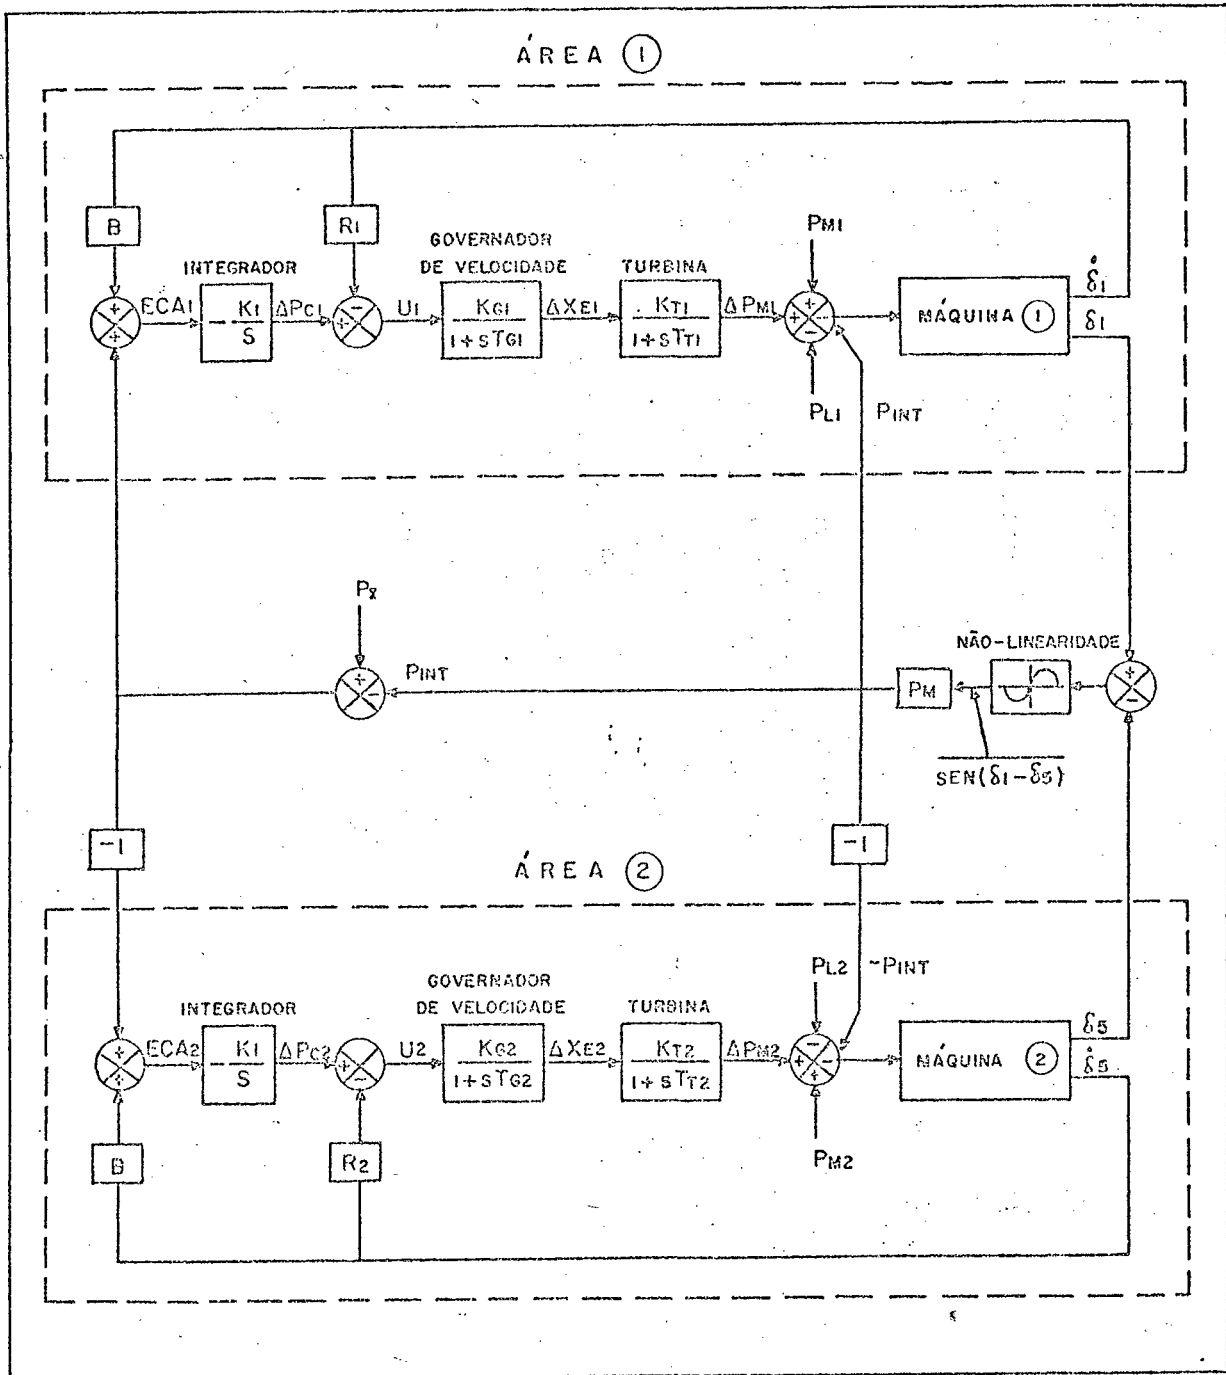 ÁREA 1
B
R1
INTEGRADOR
GOVERNADOR
DE VELOCIDADE
TURBINA
PM1
ECA1
- K1
S
ΔPC1
U1
KG1
1+STG1
ΔXE1
KT1
1+STT1
ΔPM1
MÁQUINA 1
δ̇1
δ1
PL1
PINT
PINT
PM
NÃO-LINEARIDADE
SEN(δ1-δ5)
-1
-1
ÁREA 2
INTEGRADOR
GOVERNADOR
DE VELOCIDADE
TURBINA
PL2
-PINT
ECA2
- K1
S
ΔPC2
U2
KG2
1+STG2
ΔXE2
KT2
1+STT2
ΔPM2
MÁQUINA 2
δ5
δ̇5
B
R2
PM2